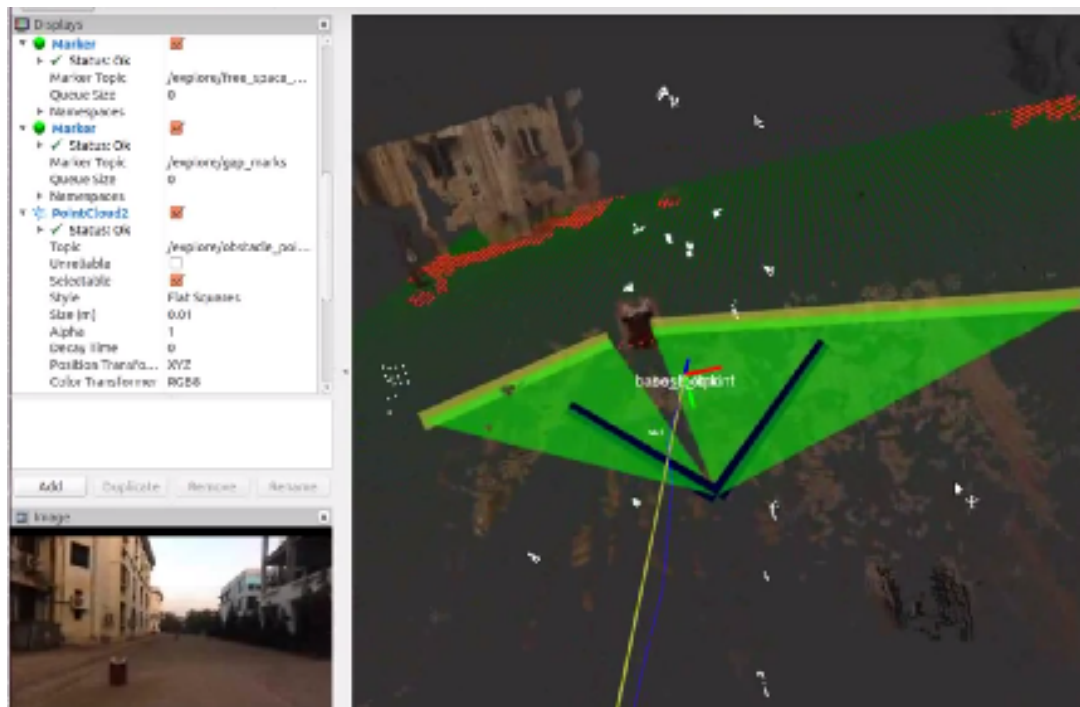 Displays
Marker
Status: Ok
Marker Topic /explore/free_space_...
Queue Size 0
Namespaces
Marker
Status: Ok
Marker Topic /explore/gap_marks
Queue Size 0
Namespaces
PointCloud2
Status: Ok
Topic /explore/obstacle_poi...
Unreliable
Selectable
Style Flat Squares
Size (m) 0.01
Alpha 1
Decay Time 0
Position Transfo... XYZ
Color Transformer RGB8
Add Duplicate Remove Rename
Image